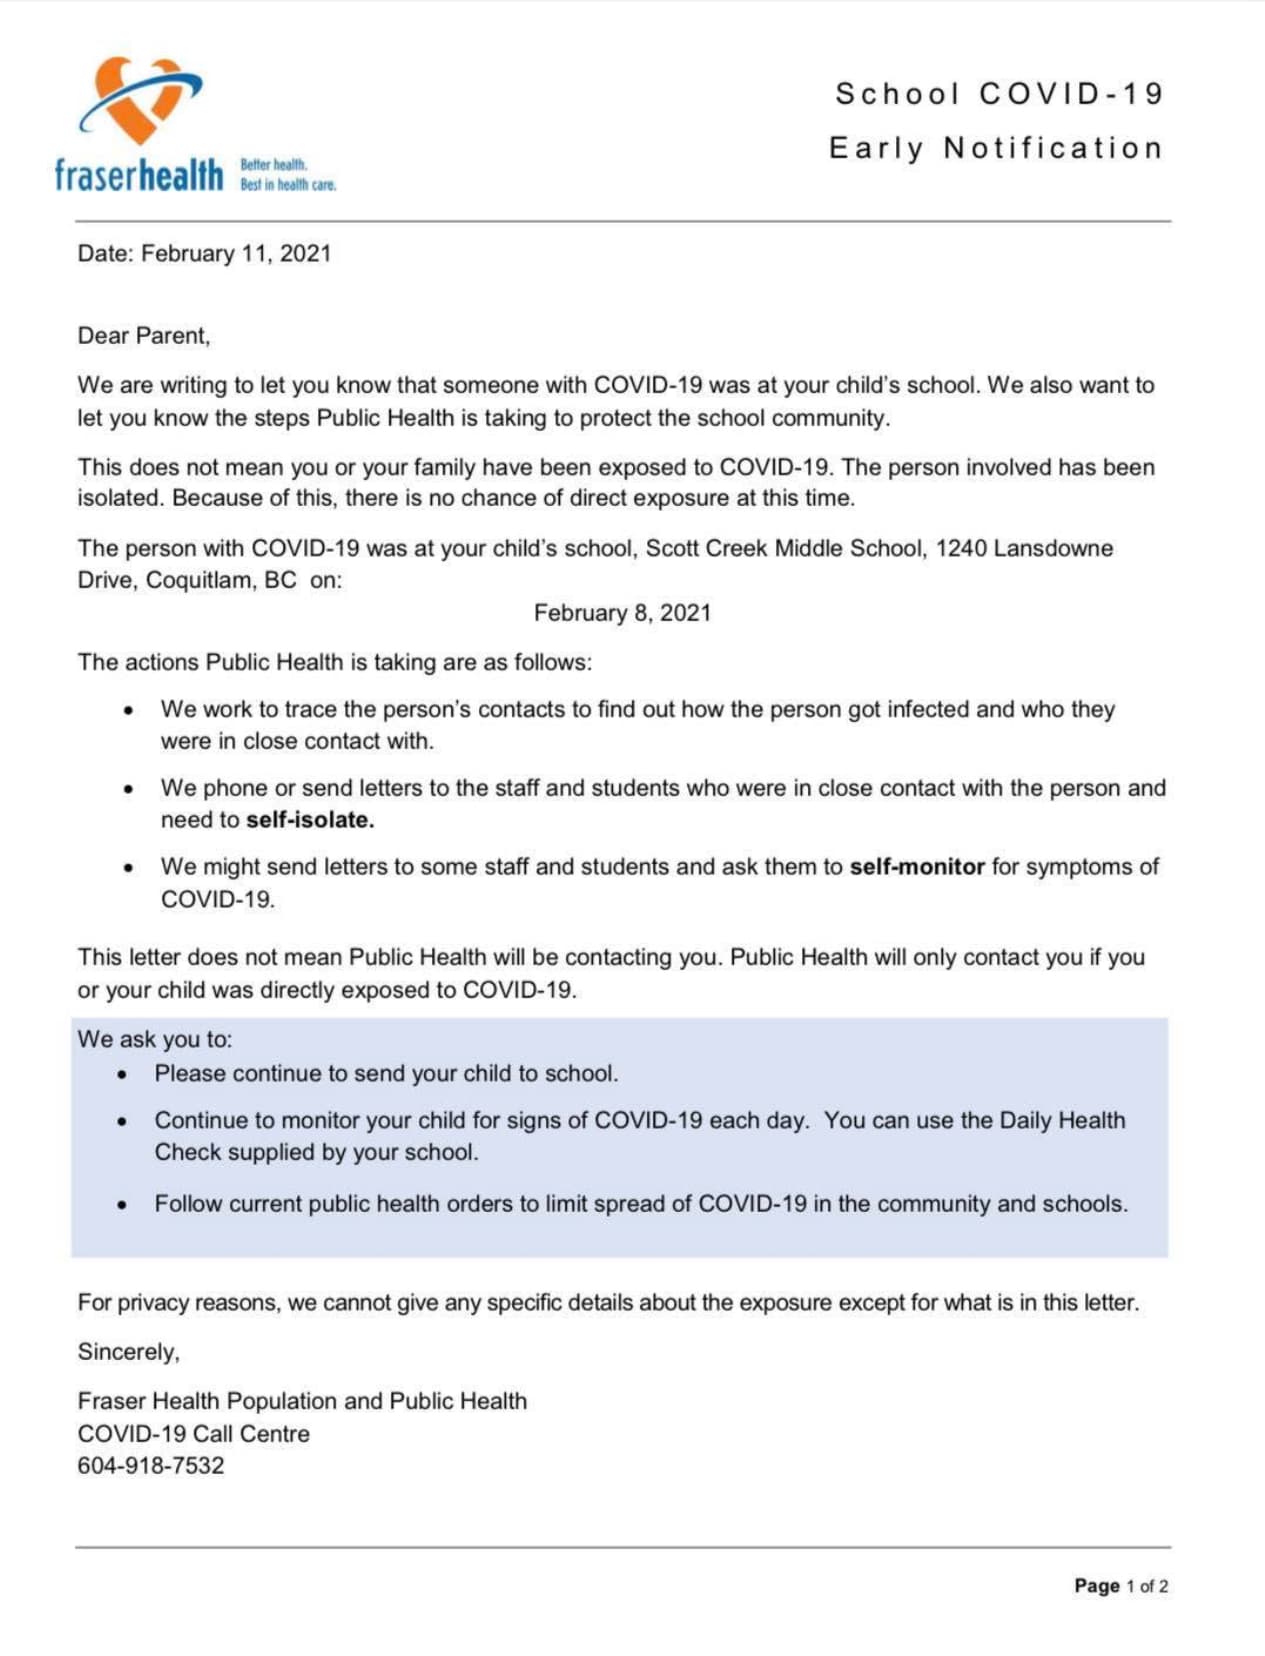 fraserhealth
Better health.
Best in health care.
School COVID-19
Early Notification
Date: February 11, 2021
Dear Parent,
We are writing to let you know that someone with COVID-19 was at your child's school. We also want to
let you know the steps Public Health is taking to protect the school community.
This does not mean you or your family have been exposed to COVID-19. The person involved has been
isolated. Because of this, there is no chance of direct exposure at this time.
The person with COVID-19 was at your child's school, Scott Creek Middle School, 1240 Lansdowne
Drive, Coquitlam, BC  on:
February 8, 2021
The actions Public Health is taking are as follows:
• We work to trace the person's contacts to find out how the person got infected and who they
were in close contact with.
• We phone or send letters to the staff and students who were in close contact with the person and
need to self-isolate.
• We might send letters to some staff and students and ask them to self-monitor for symptoms of
COVID-19.
This letter does not mean Public Health will be contacting you. Public Health will only contact you if you
or your child was directly exposed to COVID-19.
We ask you to:
• Please continue to send your child to school.
• Continue to monitor your child for signs of COVID-19 each day.  You can use the Daily Health
Check supplied by your school.
• Follow current public health orders to limit spread of COVID-19 in the community and schools.
For privacy reasons, we cannot give any specific details about the exposure except for what is in this letter.
Sincerely,
Fraser Health Population and Public Health
COVID-19 Call Centre
604-918-7532
Page 1 of 2